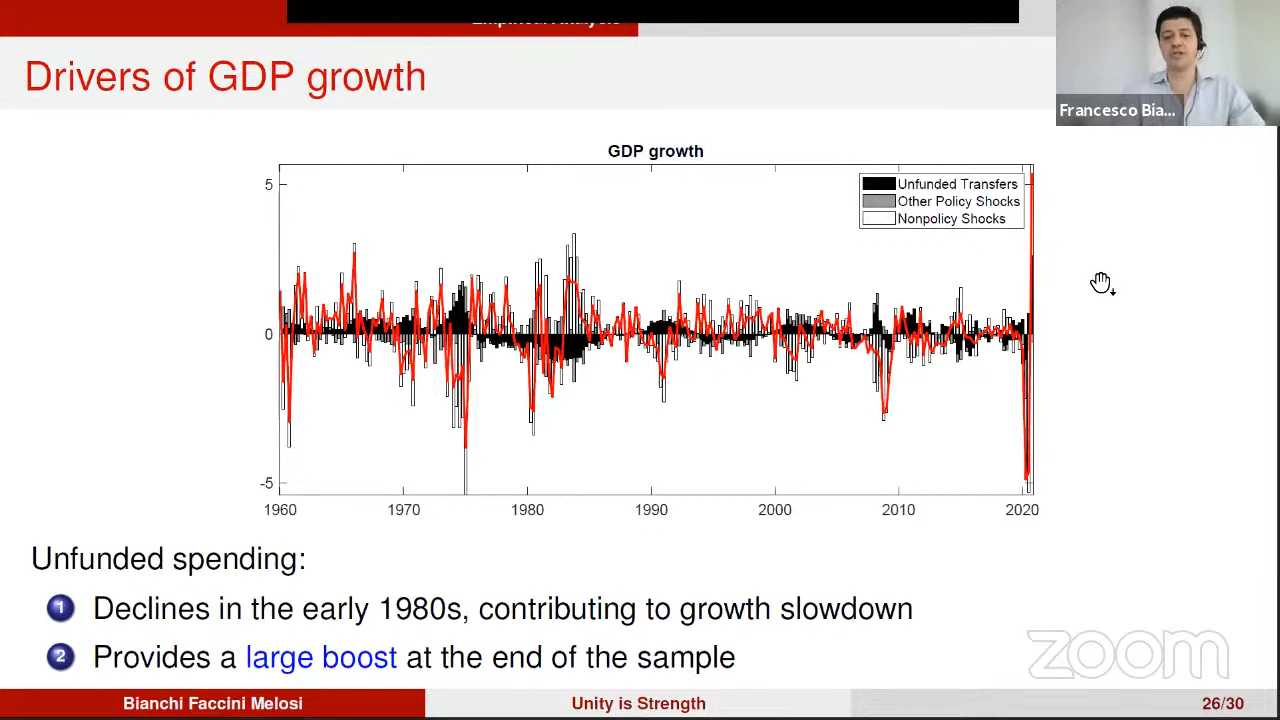 Empirical Analysis
Drivers of GDP growth
Francesco Bia...
GDP growth
Unfunded Transfers
Other Policy Shocks
Nonpolicy Shocks
5
0
-5
1960 1970 1980 1990 2000 2010 2020
Unfunded spending:
1 Declines in the early 1980s, contributing to growth slowdown
2 Provides a large boost at the end of the sample
zoom
Bianchi Faccini Melosi Unity is Strength 26/30